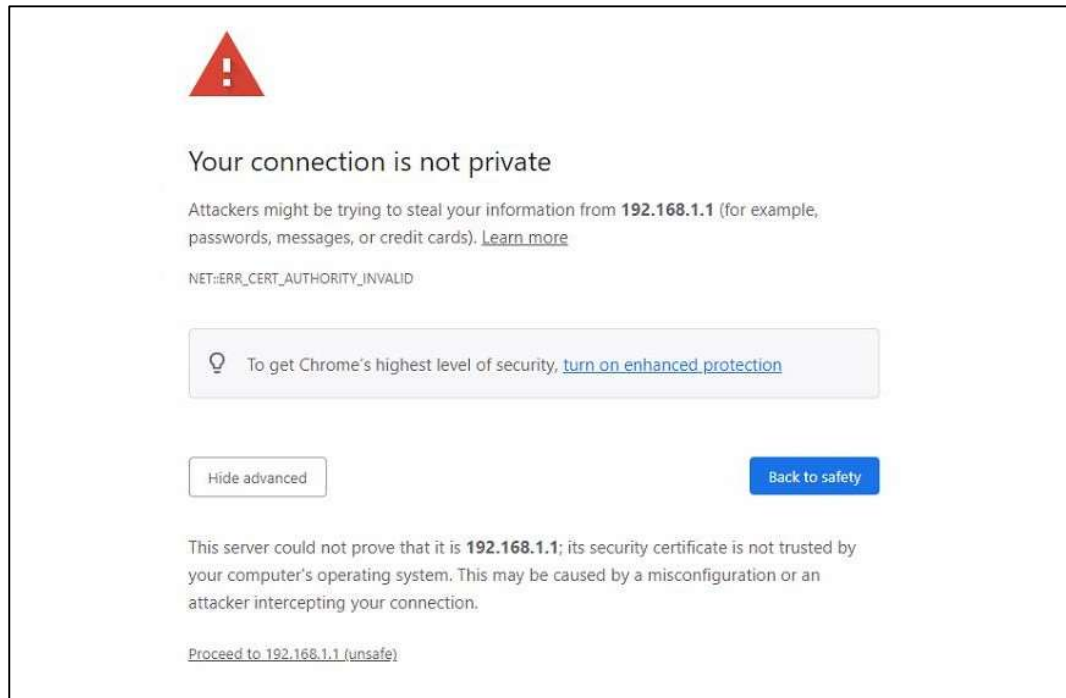 Your connection is not private
Attackers might be trying to steal your information from 192.168.1.1 (for example,
passwords, messages, or credit cards). Learn more
NET::ERR_CERT_AUTHORITY_INVALID
To get Chrome's highest level of security, turn on enhanced protection
Hide advanced
Back to safety
This server could not prove that it is 192.168.1.1; its security certificate is not trusted by
your computer's operating system. This may be caused by a misconfiguration or an
attacker intercepting your connection.
Proceed to 192.168.1.1 (unsafe)